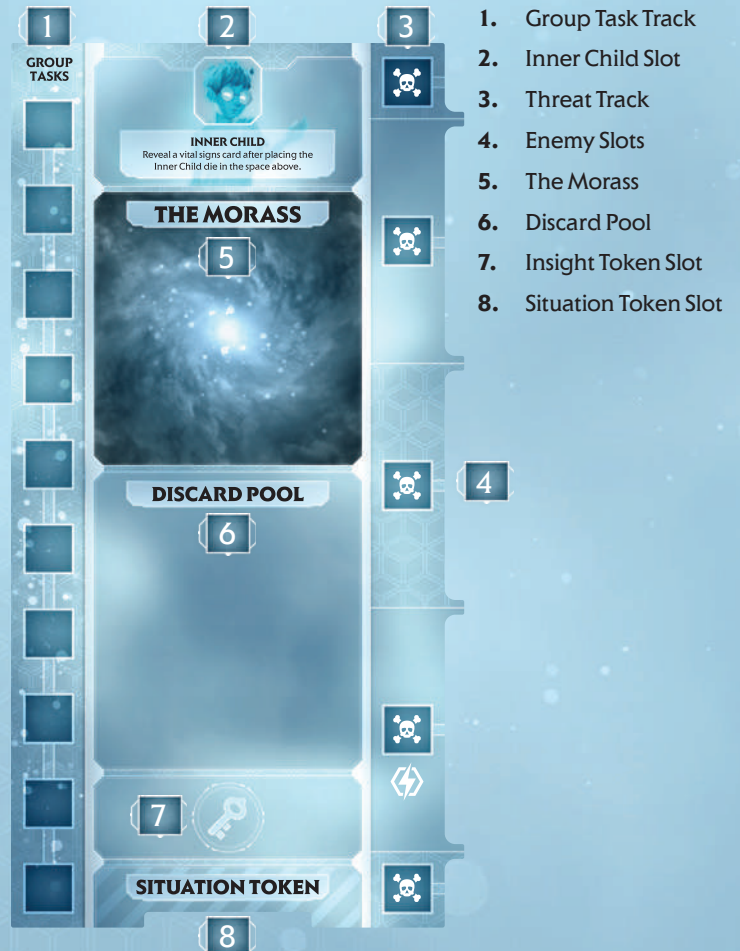 1
2
3
GROUP
TASKS
INNER CHILD
Reveal a vital signs card after placing the
Inner Child die in the space above.
THE MORASS
5
DISCARD POOL
6
4
7
SITUATION TOKEN
8
1. Group Task Track
2. Inner Child Slot
3. Threat Track
4. Enemy Slots
5. The Morass
6. Discard Pool
7. Insight Token Slot
8. Situation Token Slot